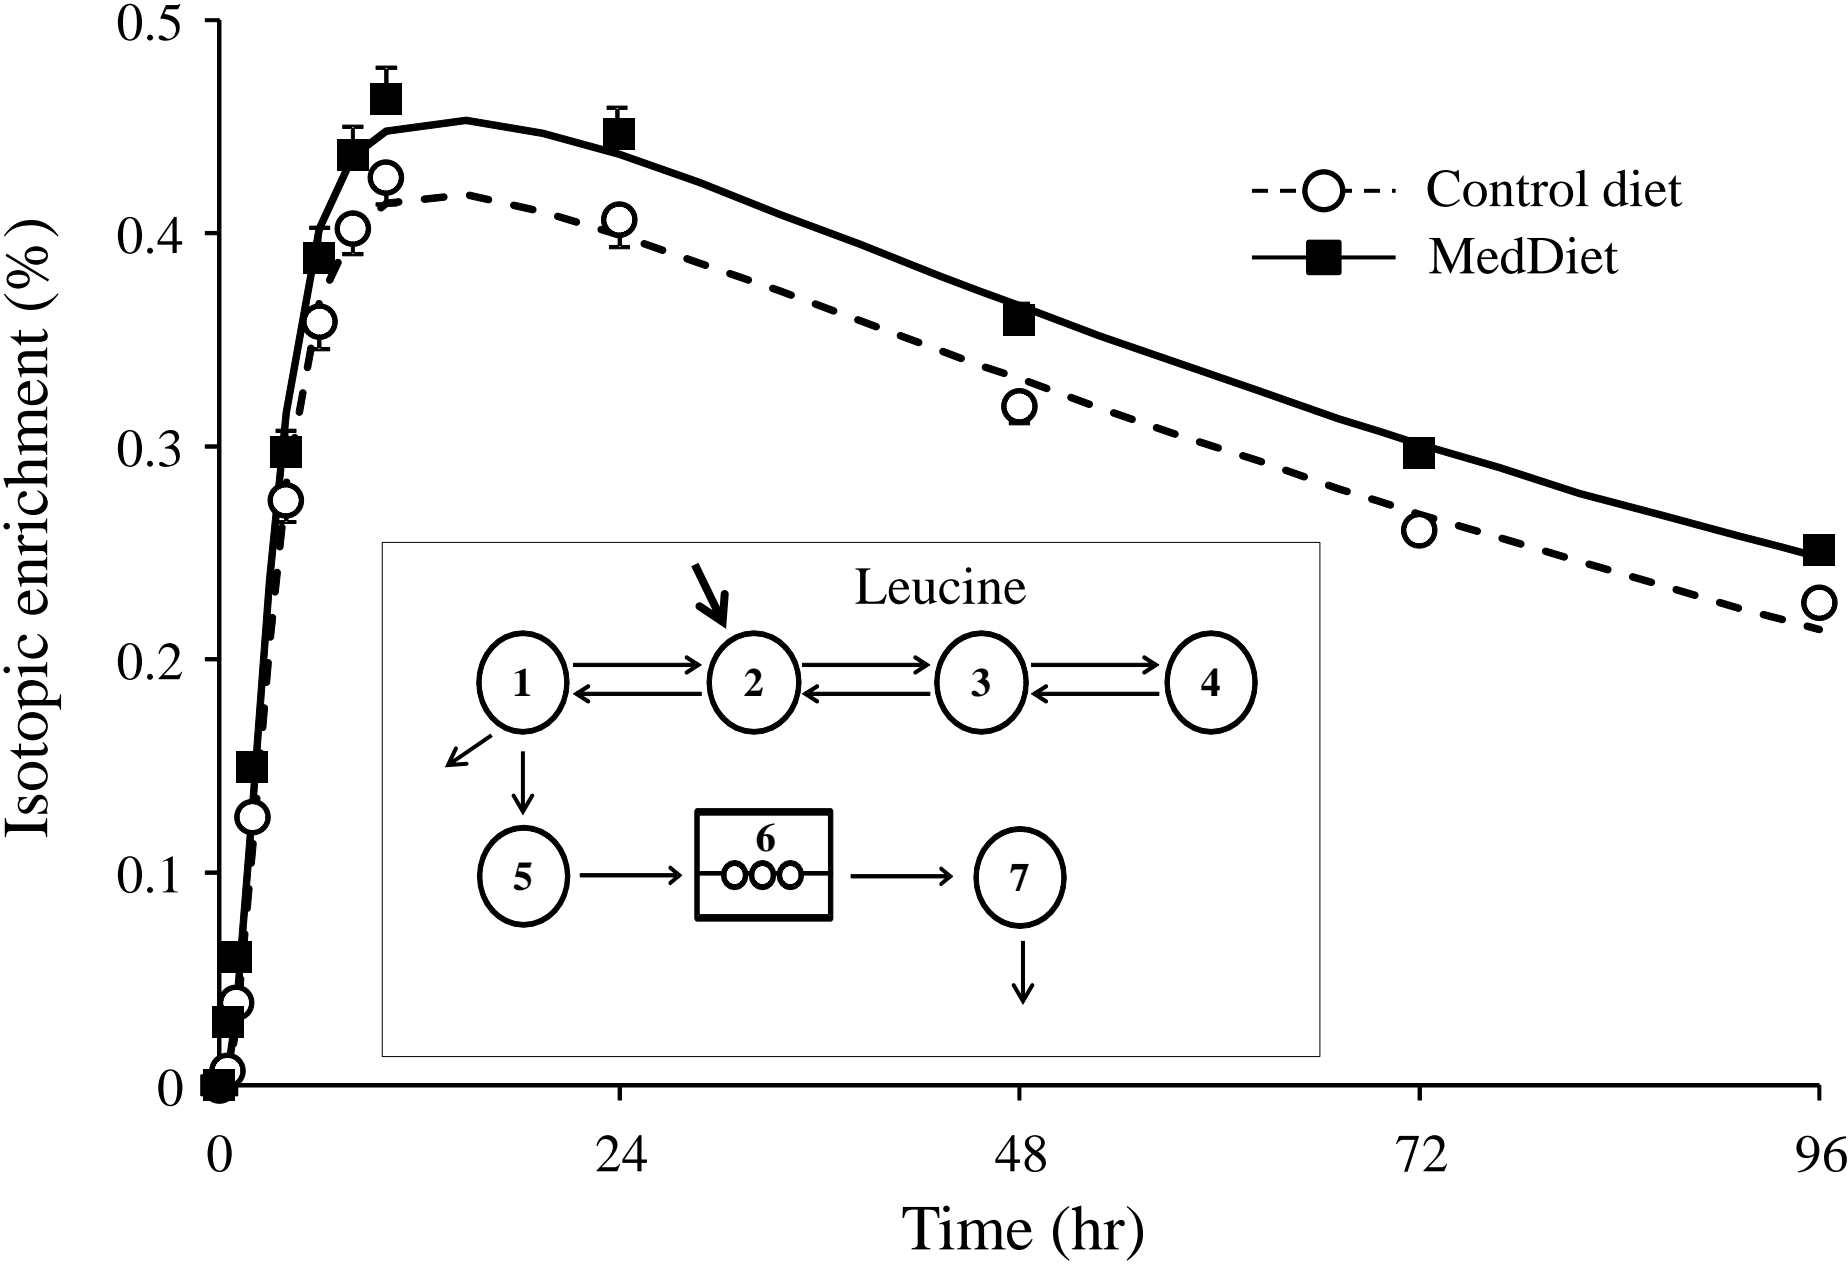 Isotopic enrichment (%)
0.5
0.4
0.3
0.2
0.1
0
Control diet
MedDiet
Leucine
1 2 3 4
5 6 7
0 24 48 72 96
Time (hr)